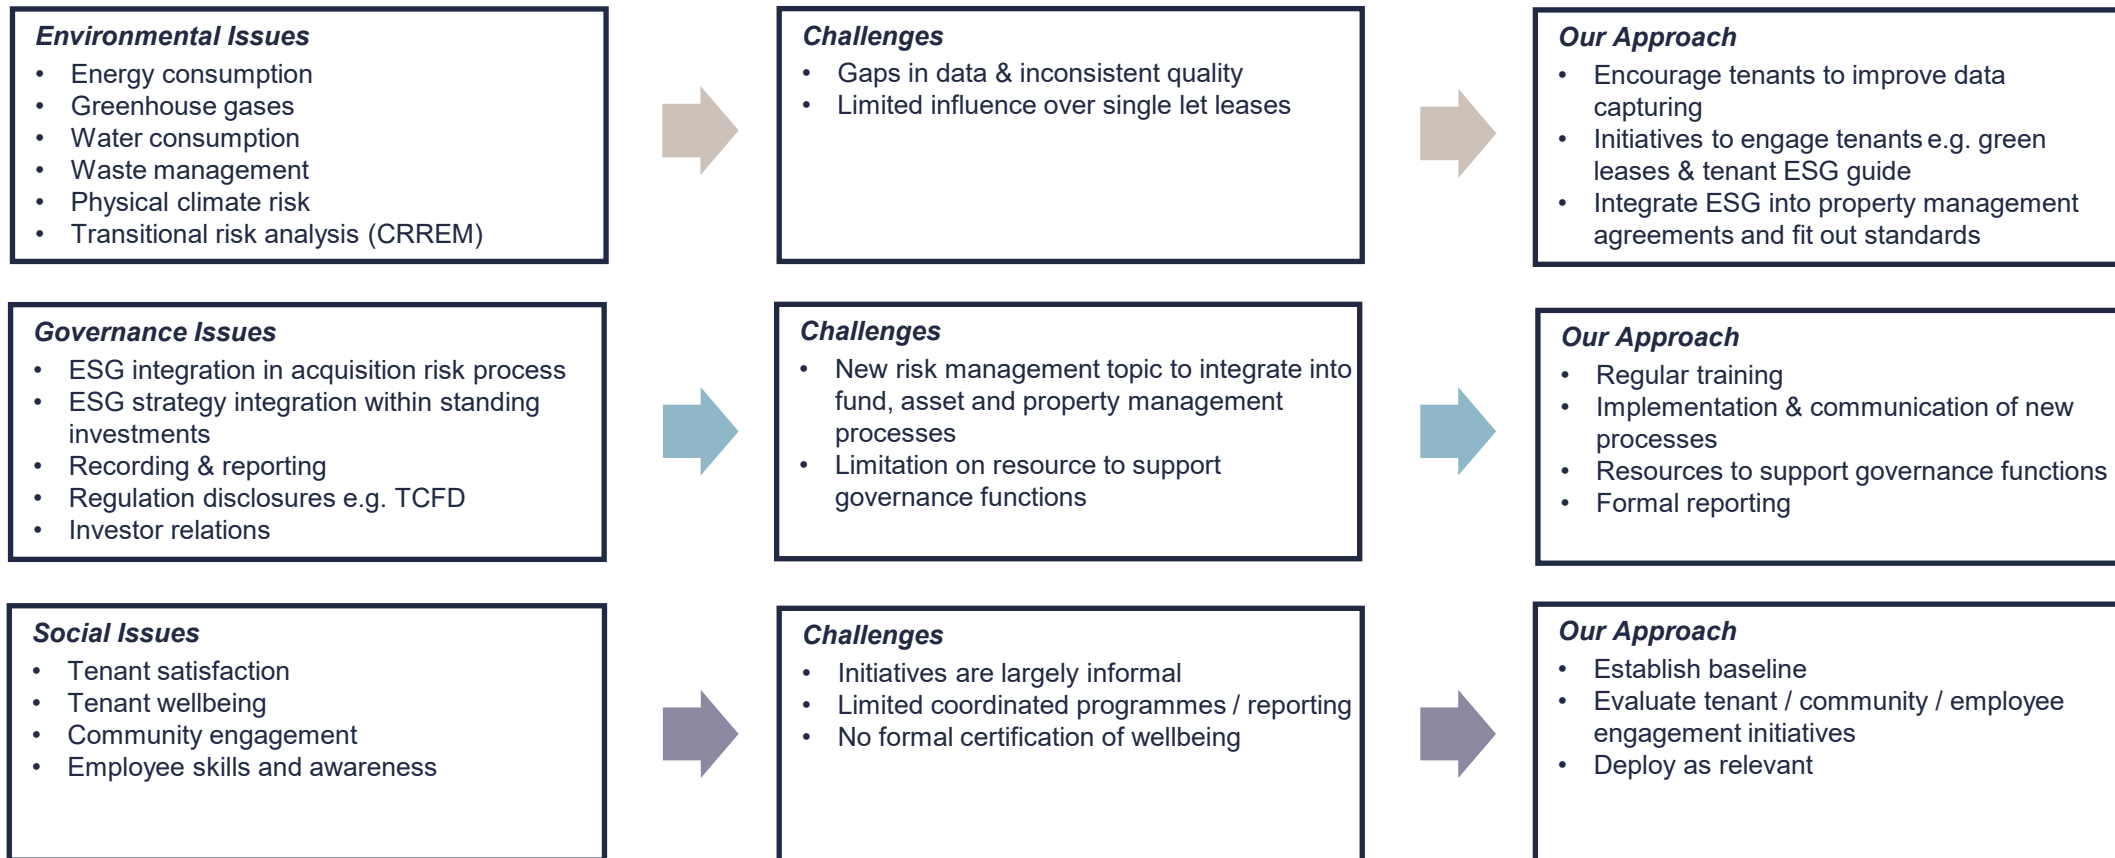 Environmental Issues
• Energy consumption
• Greenhouse gases
• Water consumption
• Waste management
• Physical climate risk
• Transitional risk analysis (CRREM)
Challenges
• Gaps in data & inconsistent quality
• Limited influence over single let leases
Our Approach
• Encourage tenants to improve data
capturing
• Initiatives to engage tenants e.g. green
leases & tenant ESG guide
• Integrate ESG into property management
agreements and fit out standards
Governance Issues
• ESG integration in acquisition risk process
• ESG strategy integration within standing
investments
• Recording & reporting
• Regulation disclosures e.g. TCFD
• Investor relations
Challenges
• New risk management topic to integrate into
fund, asset and property management
processes
• Limitation on resource to support
governance functions
Our Approach
• Regular training
• Implementation & communication of new
processes
• Resources to support governance functions
• Formal reporting
Social Issues
• Tenant satisfaction
• Tenant wellbeing
• Community engagement
• Employee skills and awareness
Challenges
• Initiatives are largely informal
• Limited coordinated programmes / reporting
• No formal certification of wellbeing
Our Approach
• Establish baseline
• Evaluate tenant / community / employee
engagement initiatives
• Deploy as relevant